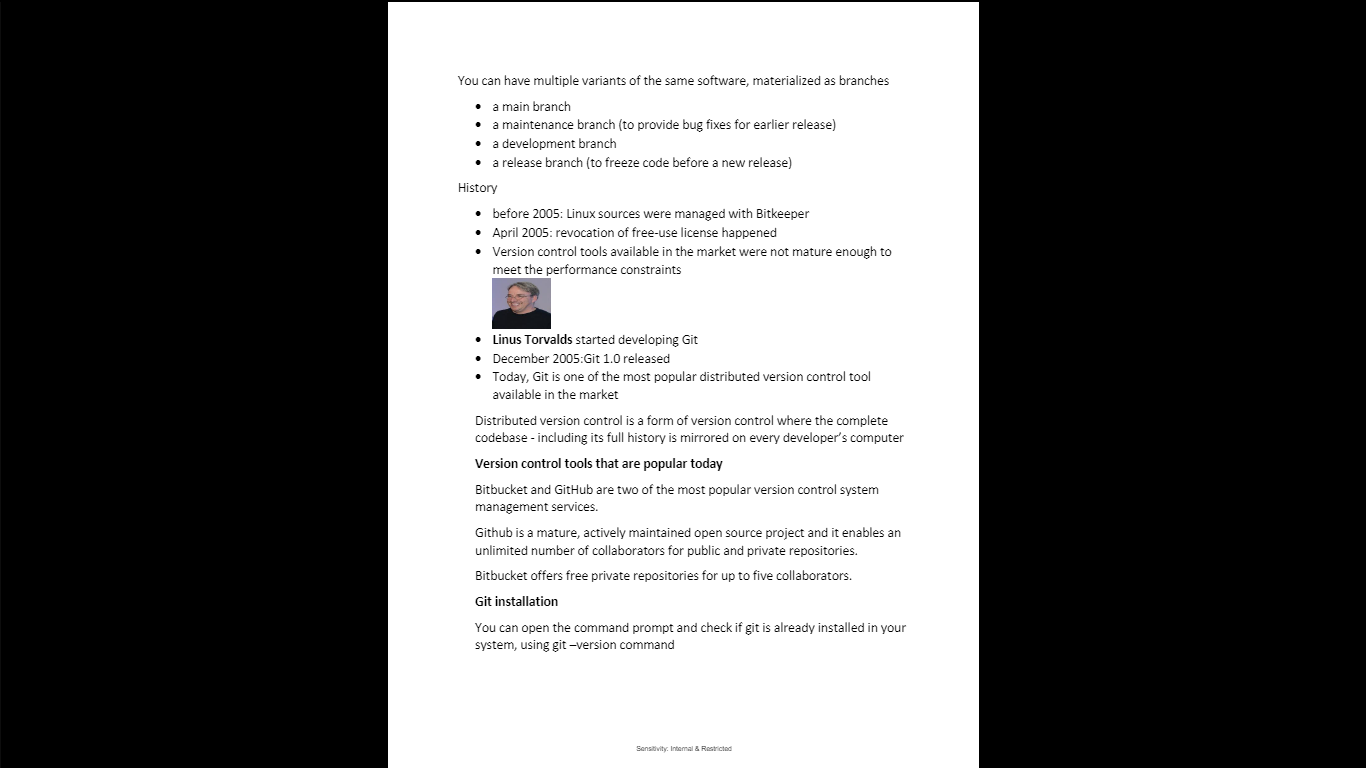 You can have multiple variants of the same software, materialized as branches
• a main branch
• a maintenance branch (to provide bug fixes for earlier release)
• a development branch
• a release branch (to freeze code before a new release)
History
• before 2005: Linux sources were managed with Bitkeeper
• April 2005: revocation of free-use license happened
• Version control tools available in the market were not mature enough to
meet the performance constraints
• Linus Torvalds started developing Git
• December 2005:Git 1.0 released
• Today, Git is one of the most popular distributed version control tool
available in the market
Distributed version control is a form of version control where the complete
codebase - including its full history is mirrored on every developer’s computer
Version control tools that are popular today
Bitbucket and GitHub are two of the most popular version control system
management services.
Github is a mature, actively maintained open source project and it enables an
unlimited number of collaborators for public and private repositories.
Bitbucket offers free private repositories for up to five collaborators.
Git installation
You can open the command prompt and check if git is already installed in your
system, using git –version command
Sensitivity: Internal & Restricted